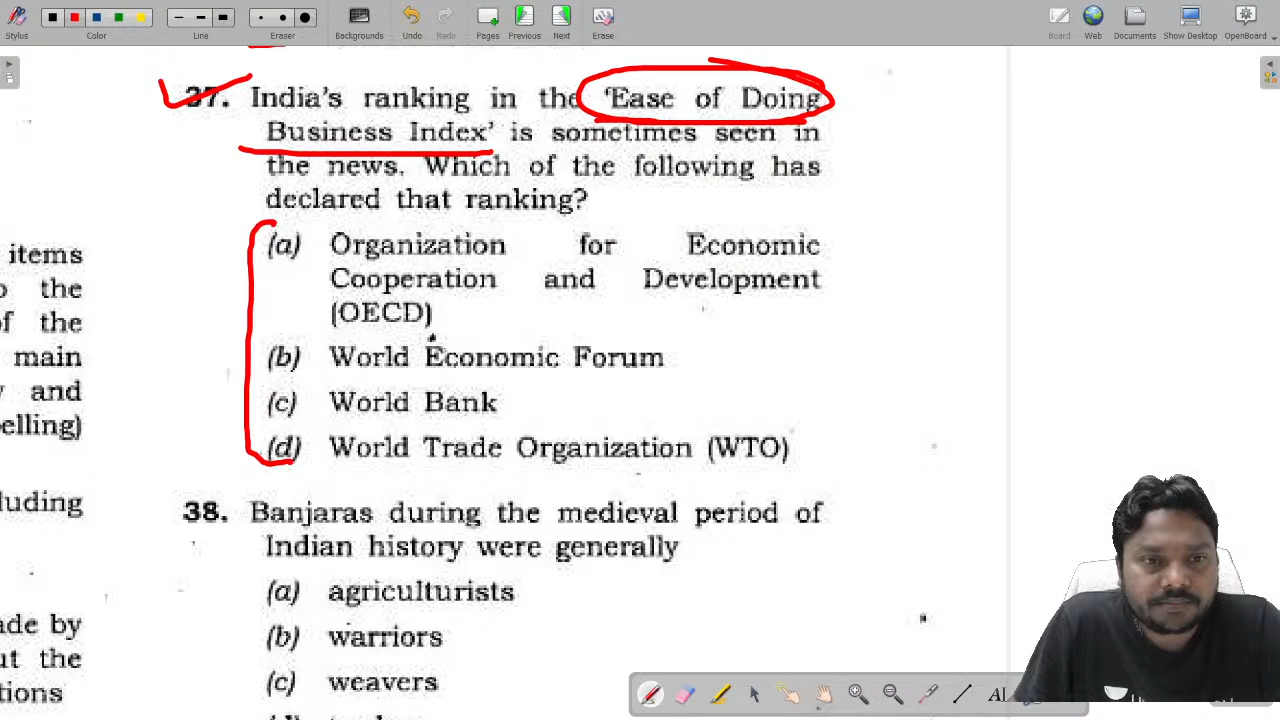 Stylus
Color
Line
Eraser
Backgrounds
Undo
Redo
Pages
Previous
Next
Erase
Board
Web
Documents
Show Desktop
OpenBoard
37. India's ranking in the 'Ease of Doing
Business Index' is sometimes seen in
the news. Which of the following has
declared that ranking?
(a) Organization for Economic
Cooperation and Development
(OECD)
(b) World Economic Forum
(c) World Bank
(d) World Trade Organization (WTO)
38. Banjaras during the medieval period of
Indian history were generally
(a) agriculturists
(b) warriors
(c) weavers
items
the
of the
main
and
elling)
luding
ade by
ut the
tions